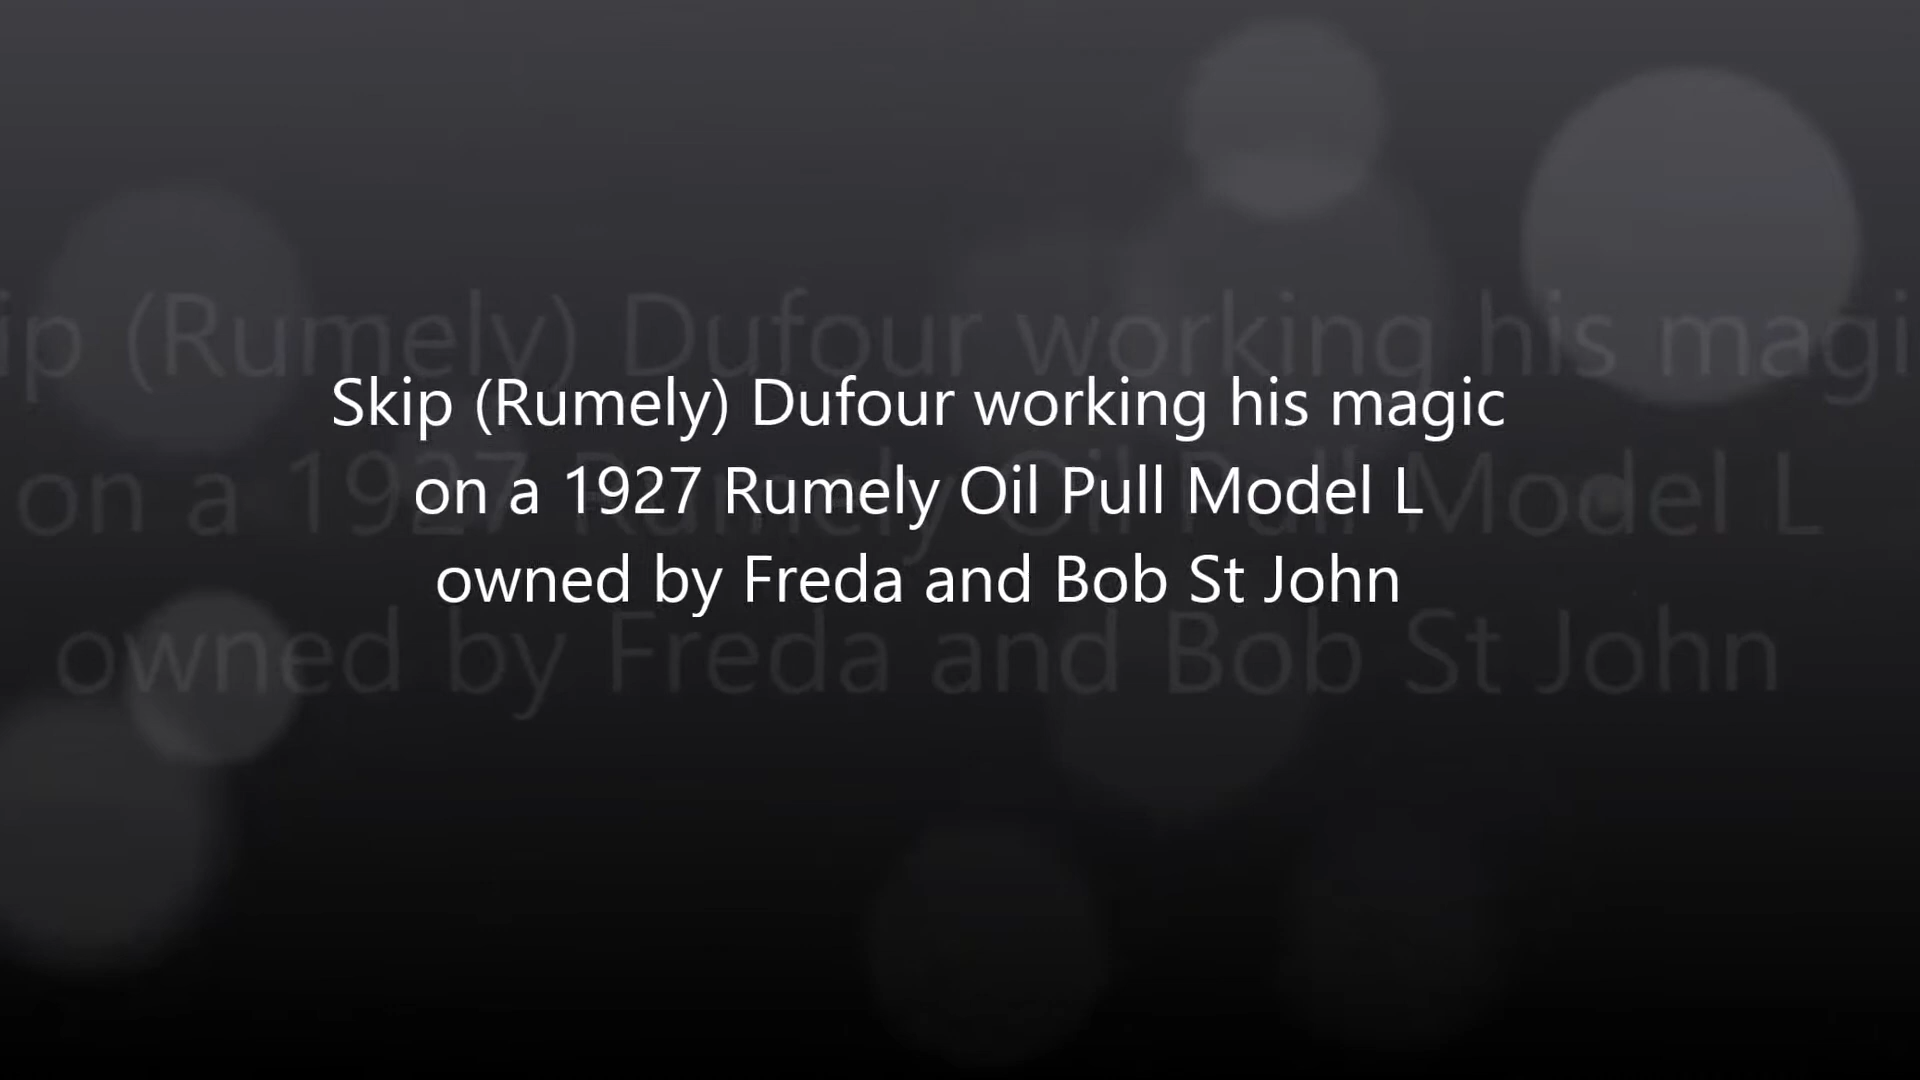 Skip (Rumely) Dufour working his magic
on a 1927 Rumely Oil Pull Model L
owned by Freda and Bob St John